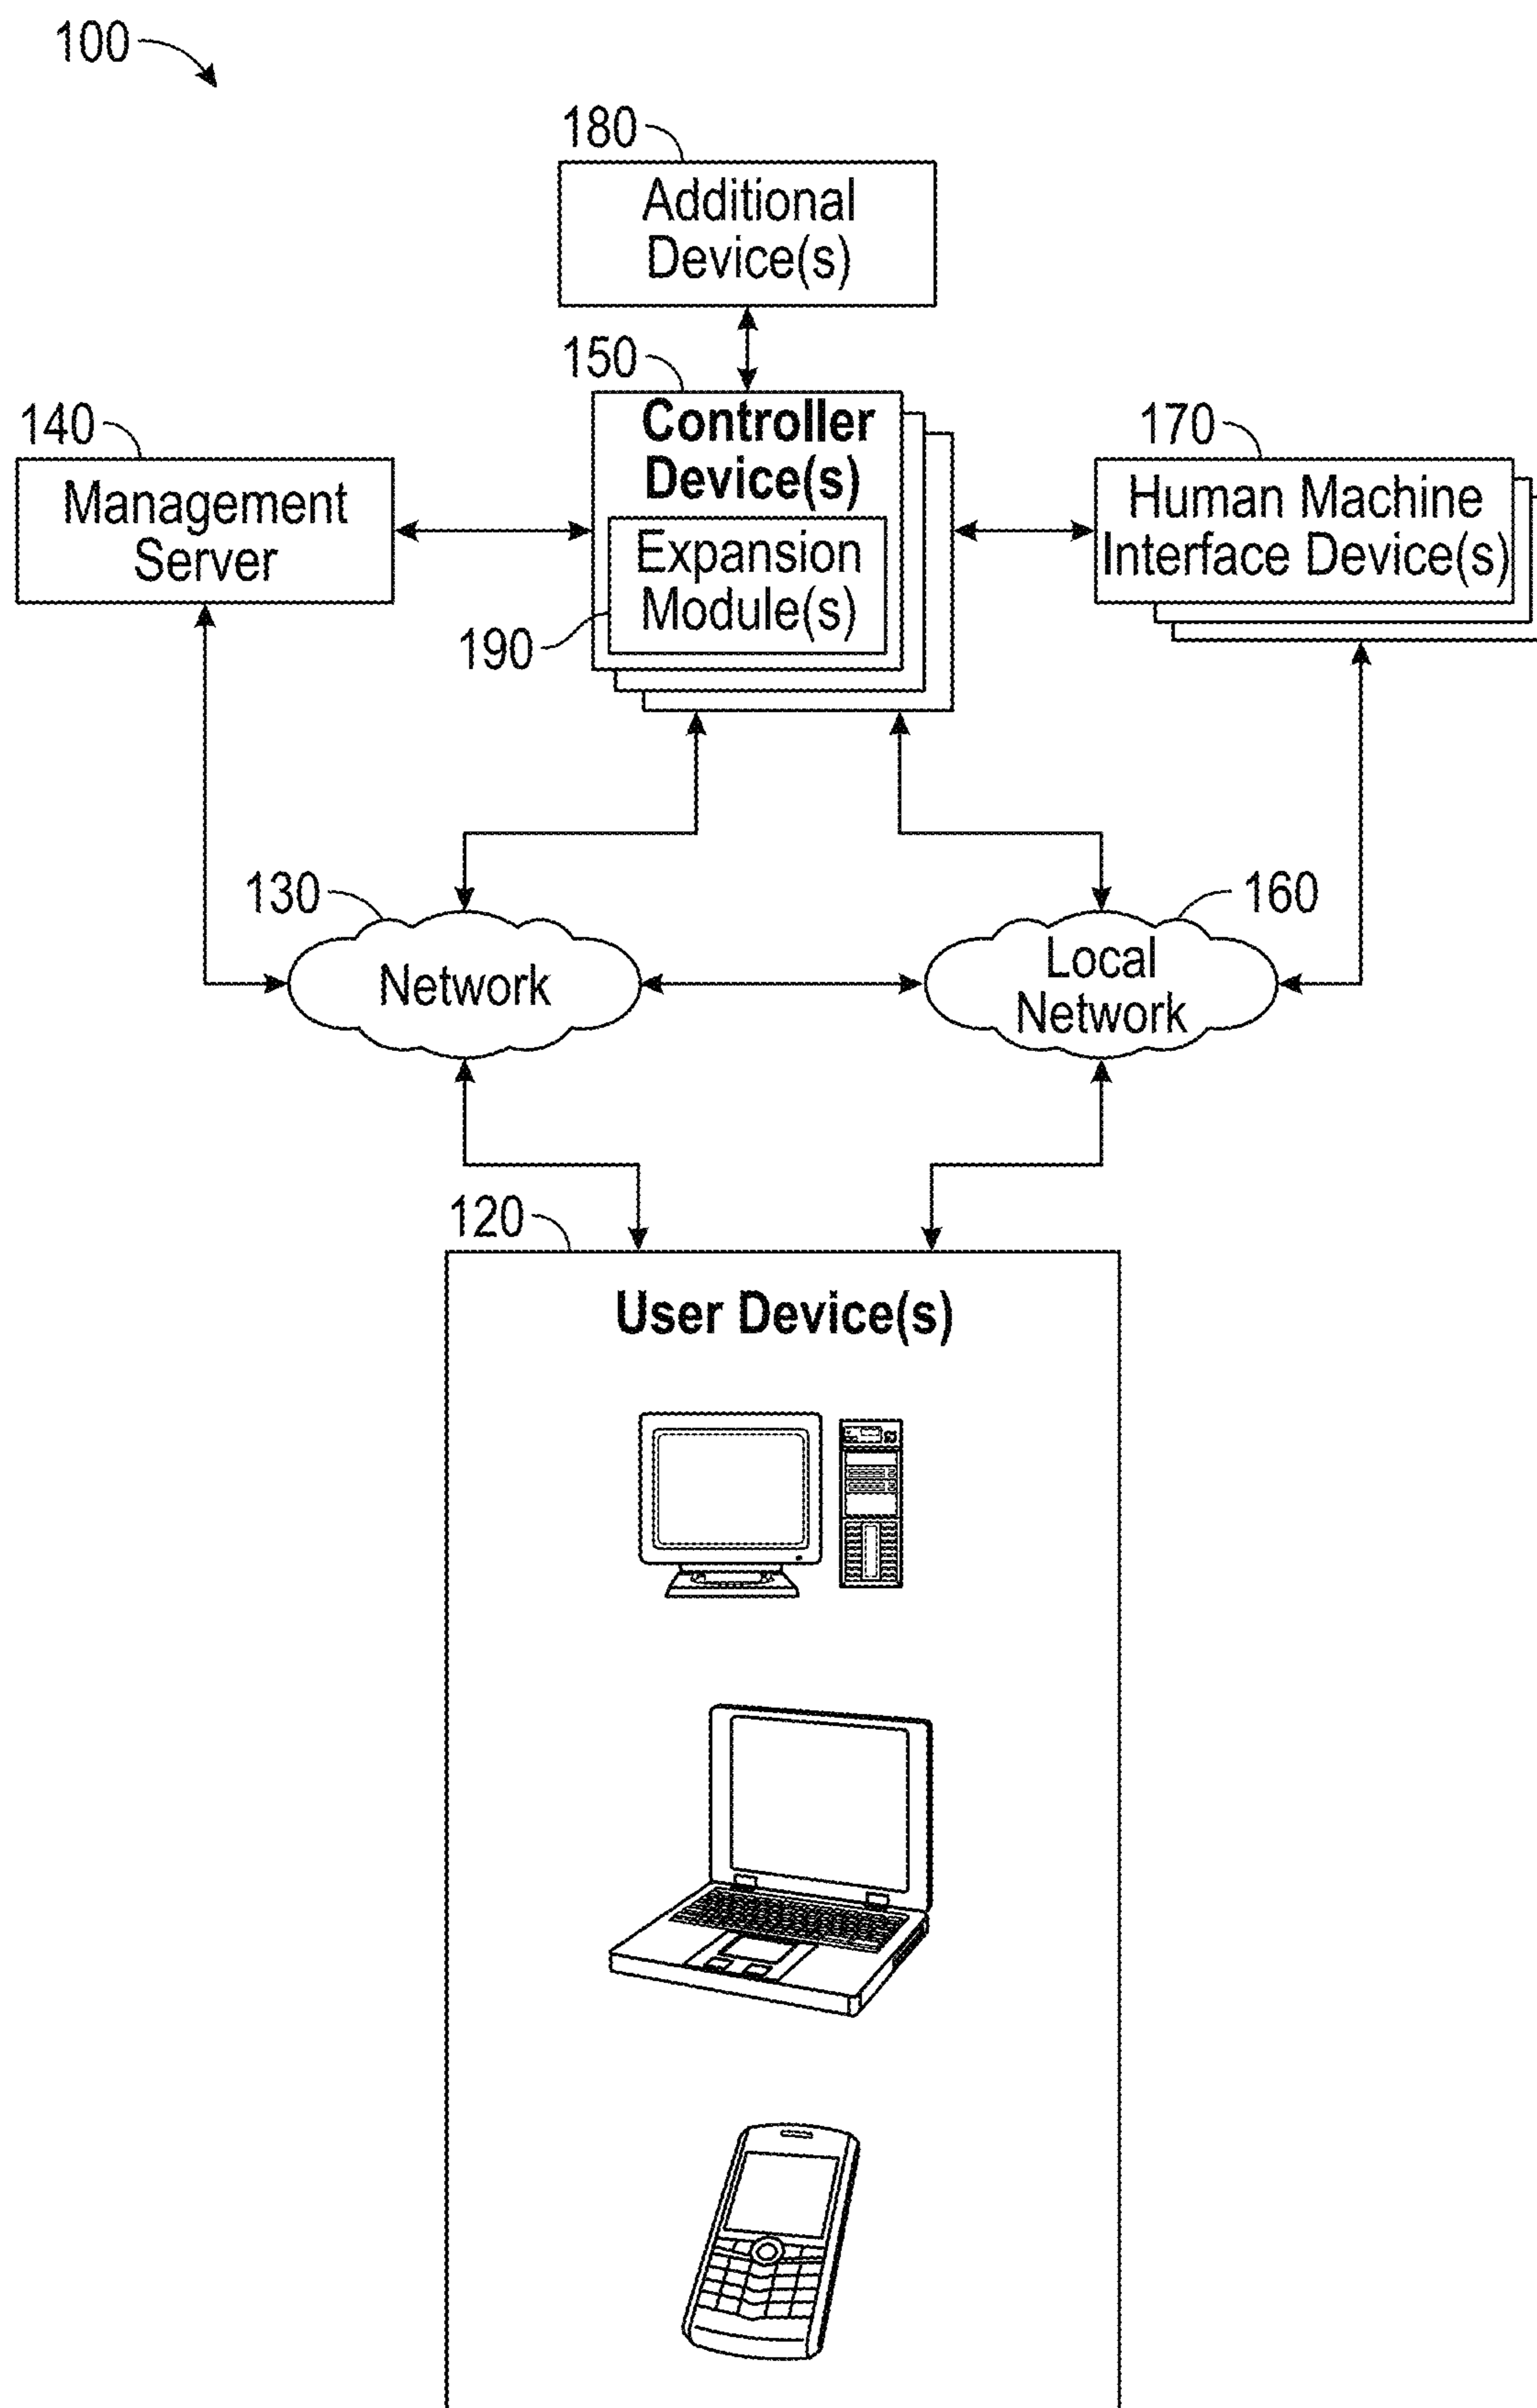 100
180
Additional
Device(s)
150
Controller
Device(s)
140
Management
Server
170
Human Machine
Interface Device(s)
Expansion
Module(s)
190
130
Network
160
Local
Network
120
User Device(s)